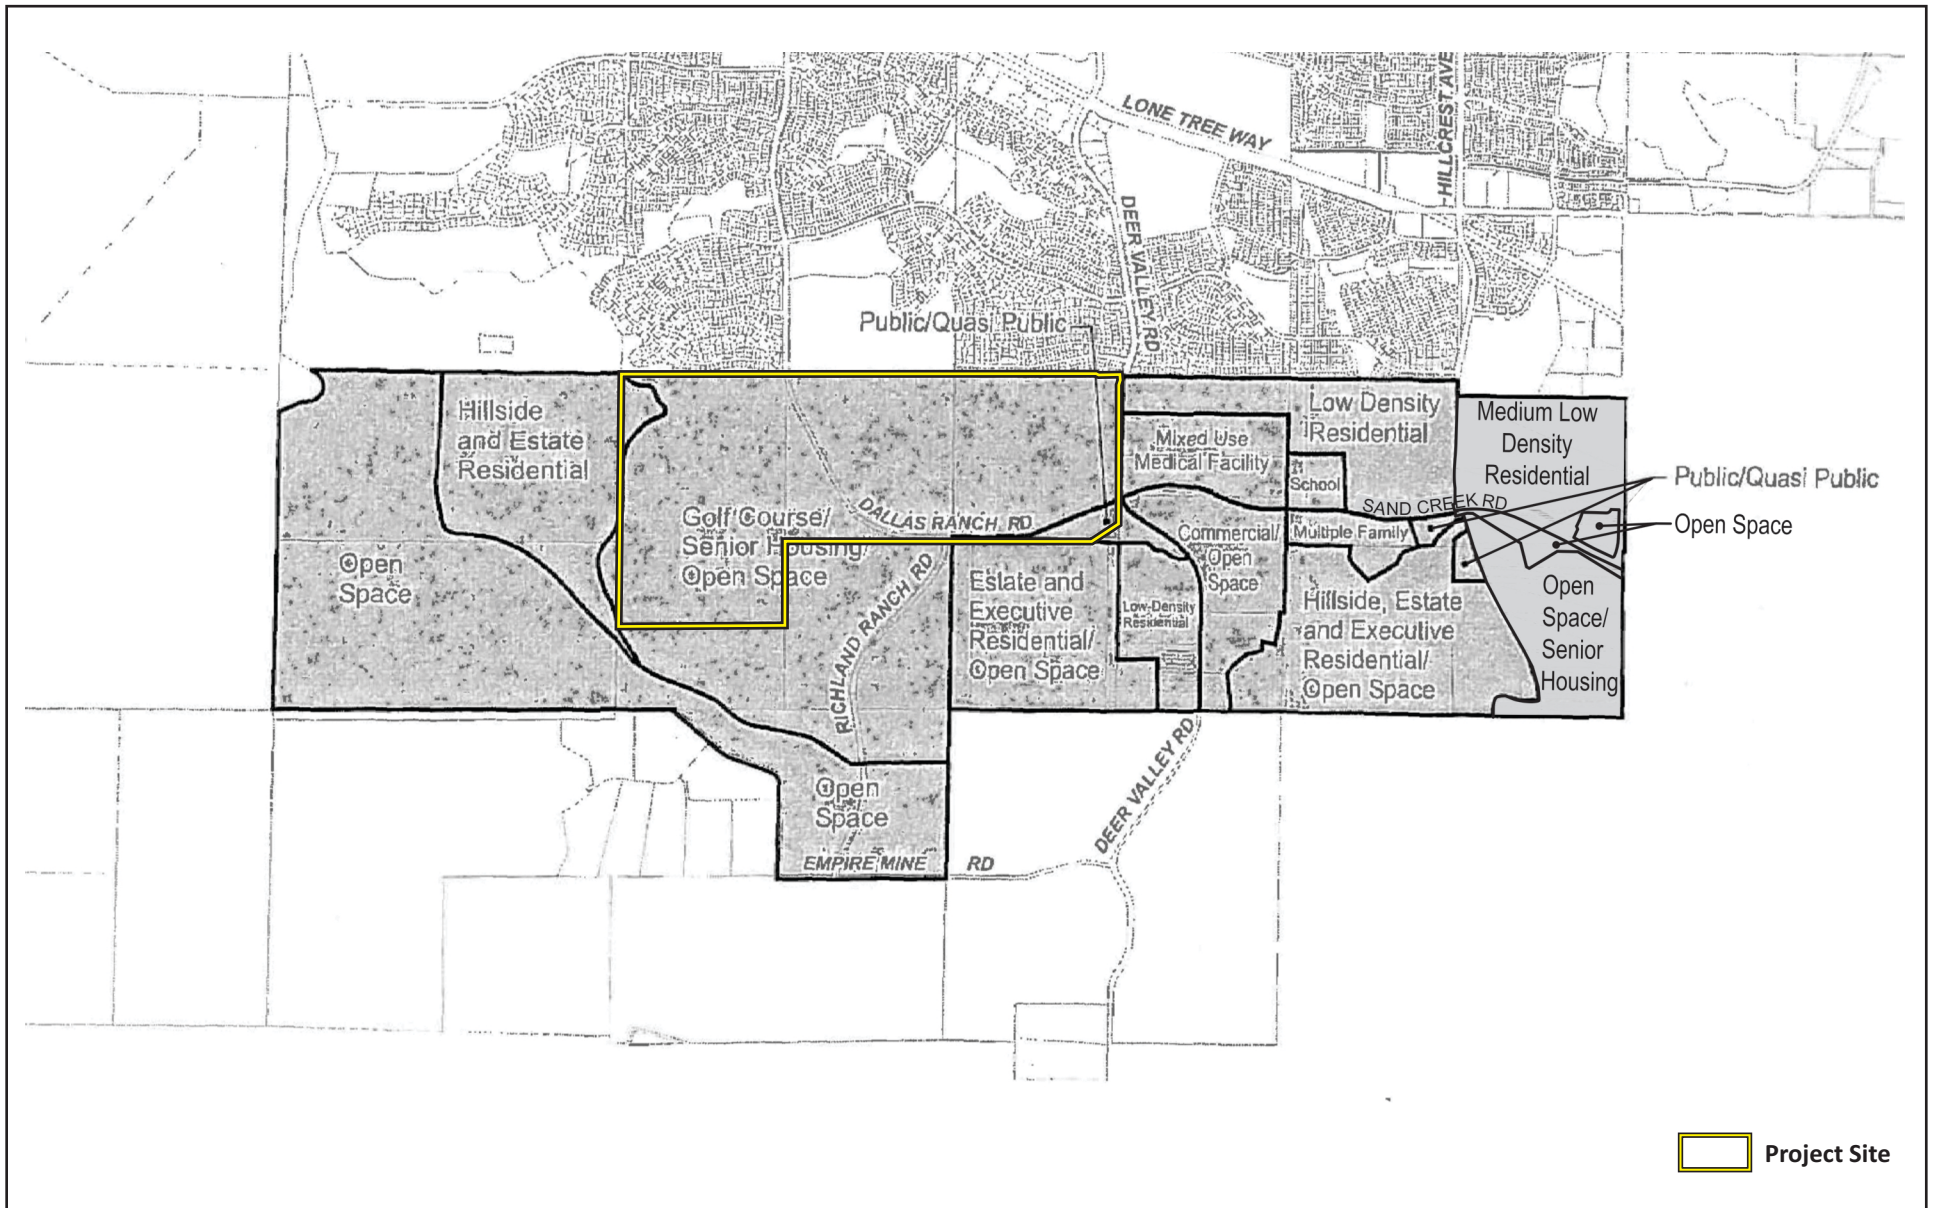 LONE TREE WAY
HILLCREST AVE
DEER VALLEY RD
Public/Quasi Public
Hillside
and Estate
Residential
Low Density
Residential
Medium Low
Density
Residential
Mixed Use
Medical Facility
School
Public/Quasi Public
SAND CREEK RD
Golf Course/
Senior Housing/
Open Space
DALLAS RANCH RD
Commercial/
Open
Space
Multiple Family
Open Space
Open
Space
Estate and
Executive
Residential/
Open Space
Low-Density
Residential
Hillside, Estate
and Executive
Residential/
Open Space
Open
Space/
Senior
Housing
RICHLAND RANCH RD
DEER VALLEY RD
Open
Space
EMPIRE MINE RD
Project Site